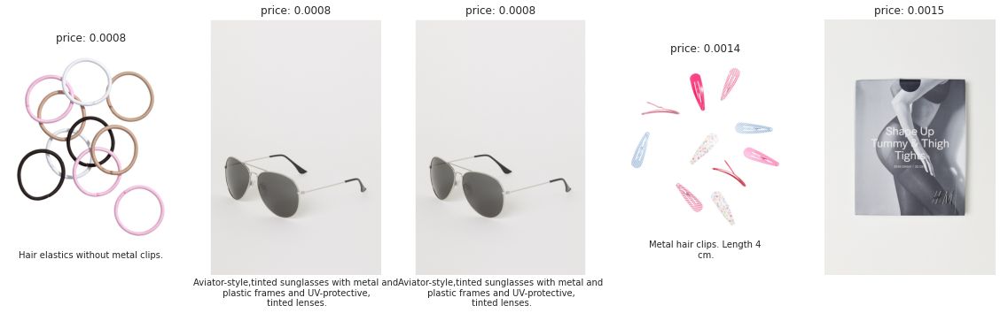 price: 0.0008
Hair elastics without metal clips.
price: 0.0008
Aviator-style,tinted sunglasses with metal and
plastic frames and UV-protective,
tinted lenses.
price: 0.0008
Aviator-style,tinted sunglasses with metal and
plastic frames and UV-protective,
tinted lenses.
price: 0.0014
Metal hair clips. Length 4
cm.
price: 0.0015
Shape Up
Tummy & Thigh
Tights
H&M